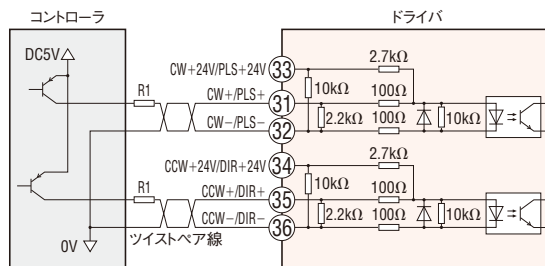 コントローラ
ドライバ
DC5V
CW+24V/PLS+24V
33
2.7kΩ
10kΩ
R1
CW+/PLS+
31
100Ω
2.2kΩ
10kΩ
CW-/PLS-
32
100Ω
CCW+24V/DIR+24V
34
2.7kΩ
10kΩ
R1
CCW+/DIR+
35
100Ω
2.2kΩ
10kΩ
CCW-/DIR-
36
100Ω
0V
ツイストペア線